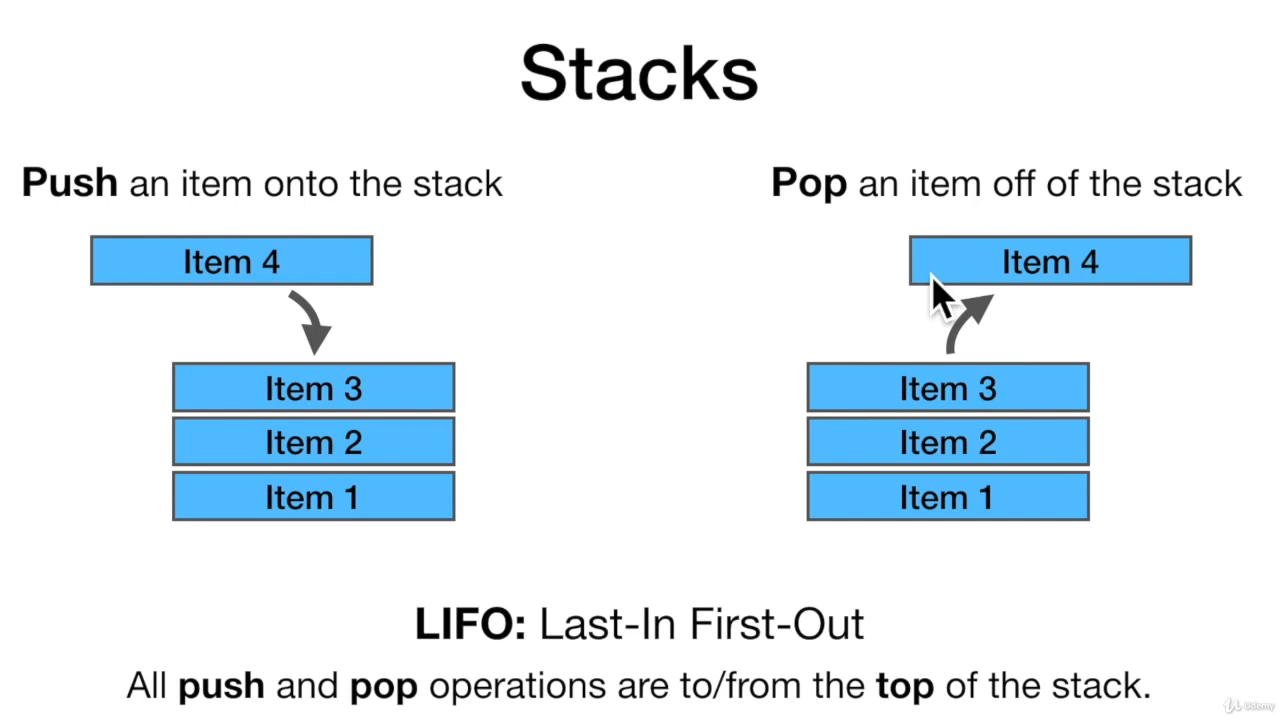 Stacks
Push an item onto the stack
Item 4
Item 3
Item 2
Item 1
Pop an item off of the stack
Item 4
Item 3
Item 2
Item 1
LIFO: Last-In First-Out
All push and pop operations are to/from the top of the stack.
Udemy